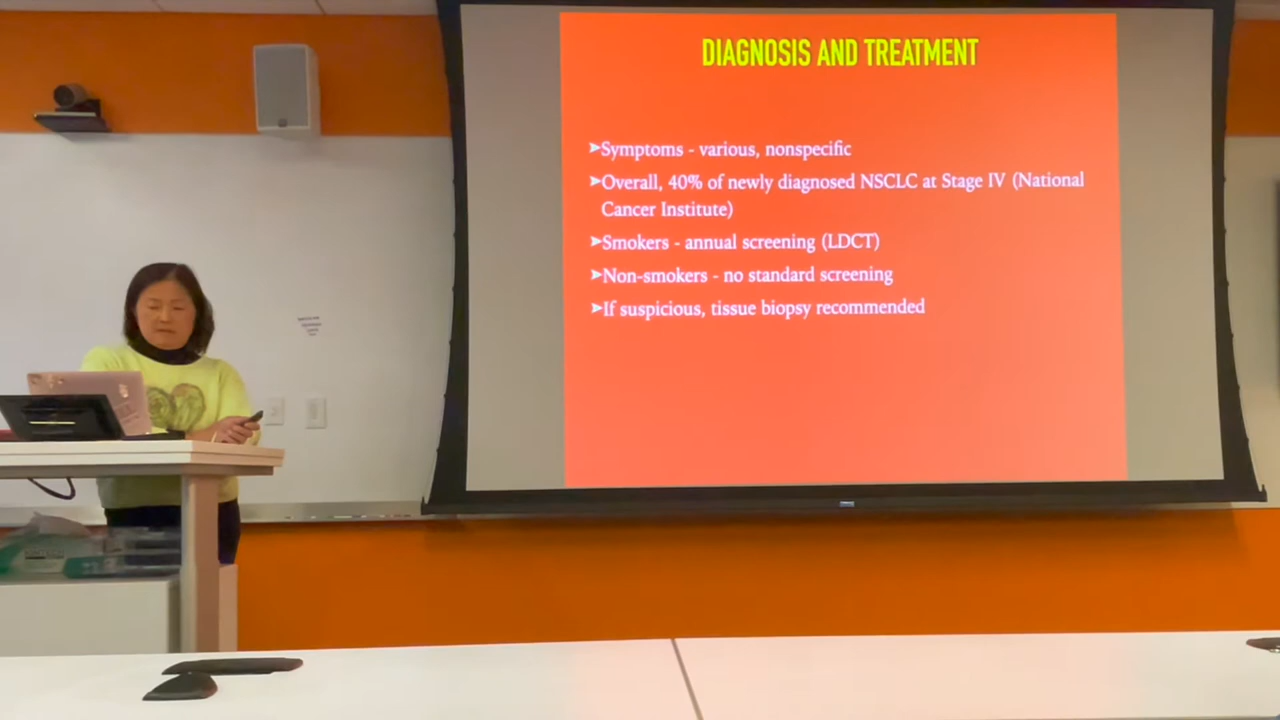 DIAGNOSIS AND TREATMENT
➤Symptoms - various, nonspecific
➤Overall, 40% of newly diagnosed NSCLC at Stage IV (National
Cancer Institute)
➤Smokers - annual screening (LDCT)
➤Non-smokers - no standard screening
➤If suspicious, tissue biopsy recommended